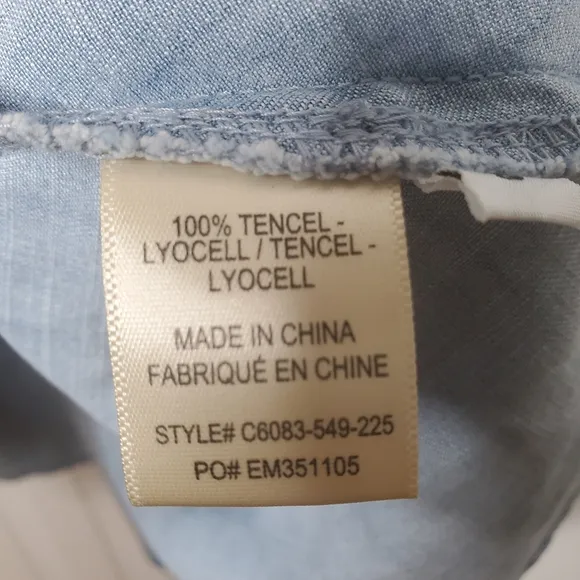 100% TENCEL -
LYOCELL / TENCEL -
LYOCELL
MADE IN CHINA
FABRIQUÉ EN CHINE
STYLE# C6083-549-225
PO# EM351105